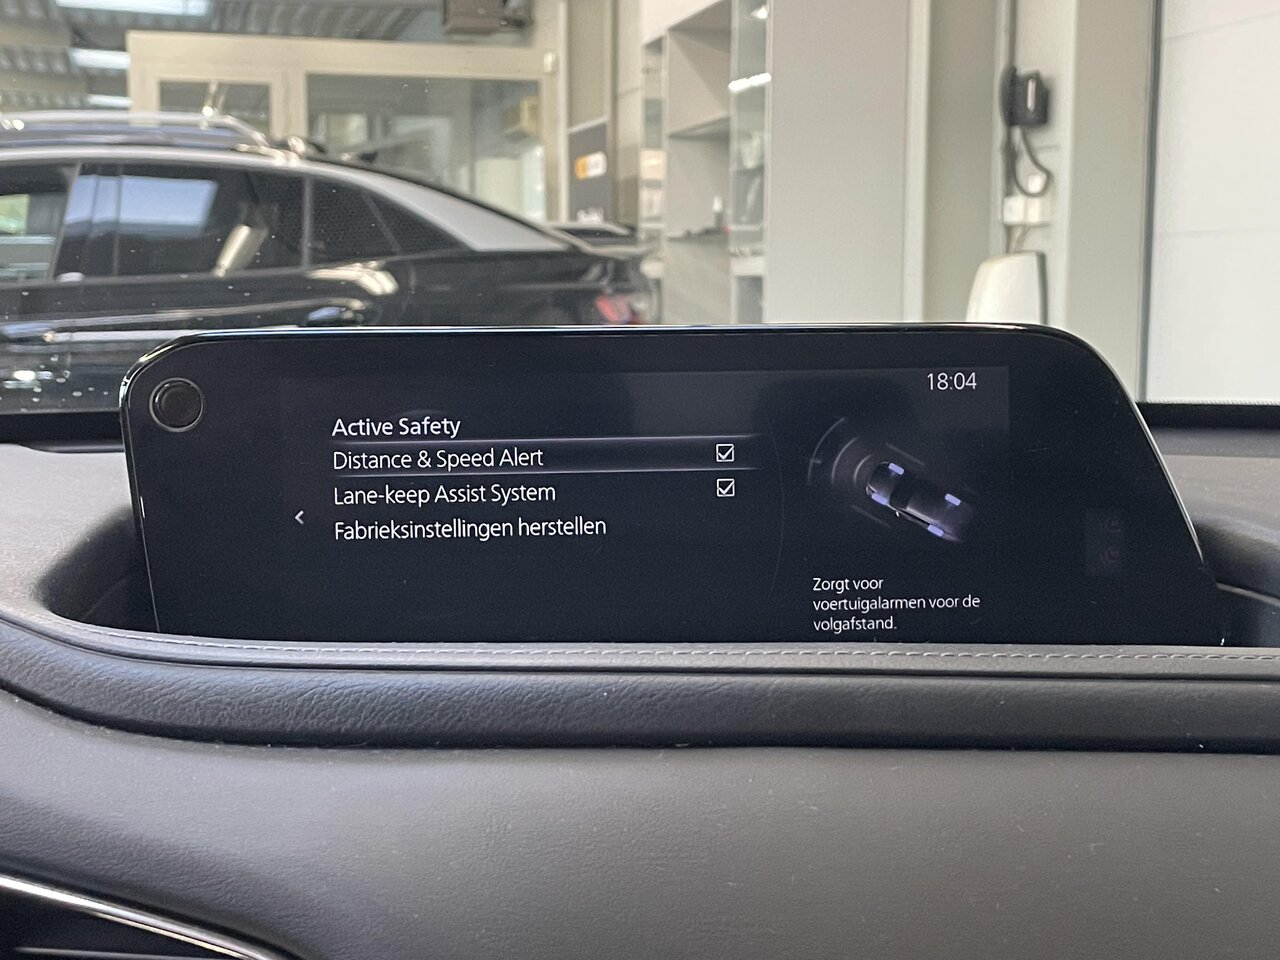 18:04
Active Safety
Distance & Speed Alert
Lane-keep Assist System
<
Fabrieksinstellingen herstellen
Zorgt voor
voertuigalarmen voor de
volgafstand.